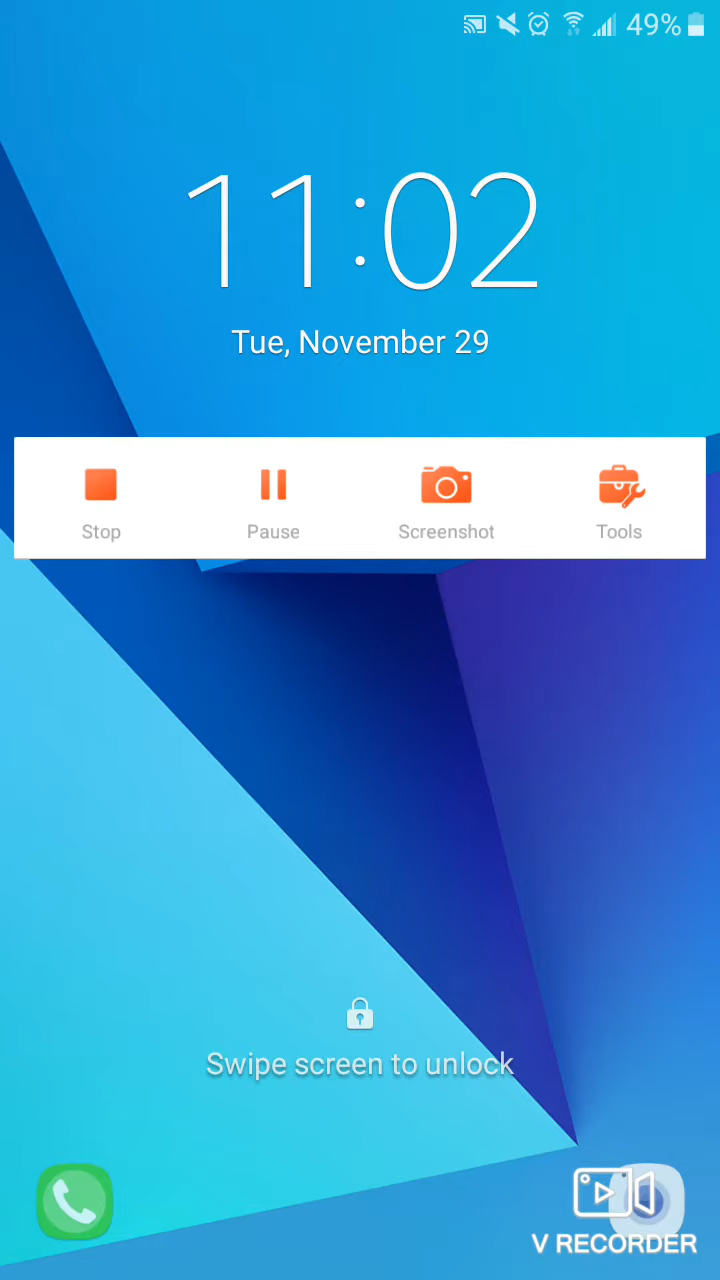 49%
11:02
Tue, November 29
Stop Pause Screenshot Tools
Swipe screen to unlock
V RECORDER